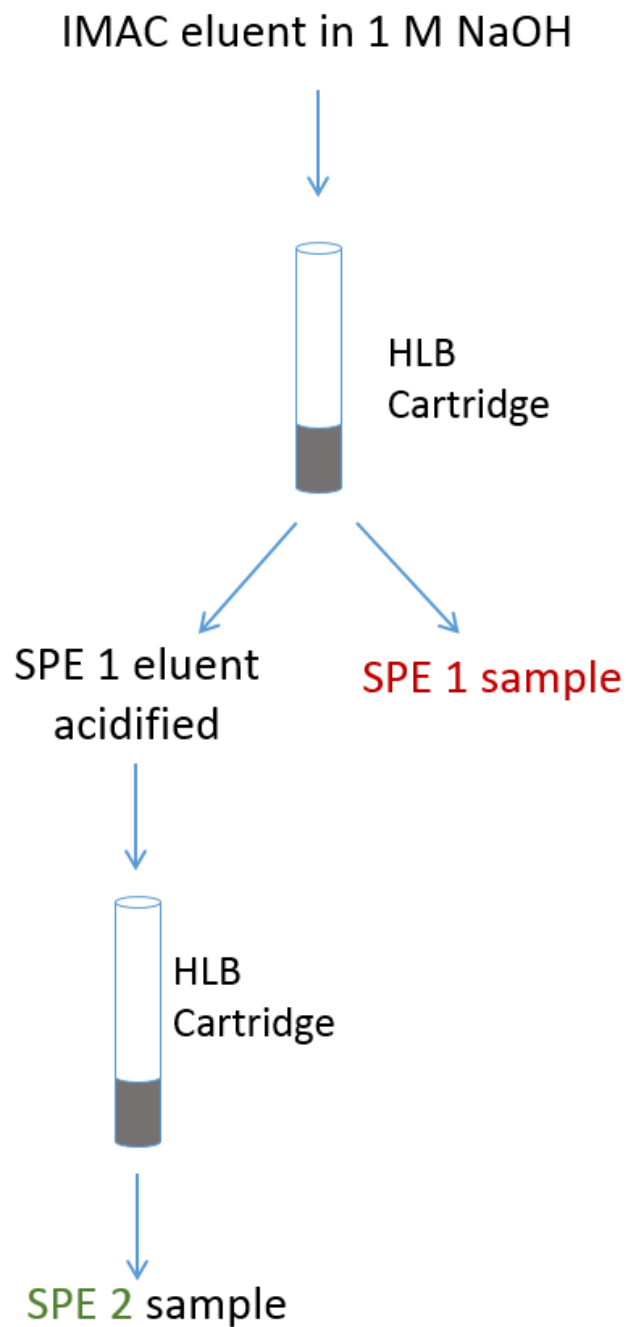 IMAC eluent in 1 M NaOH
HLB
Cartridge
SPE 1 eluent
acidified
SPE 1 sample
HLB
Cartridge
SPE 2 sample